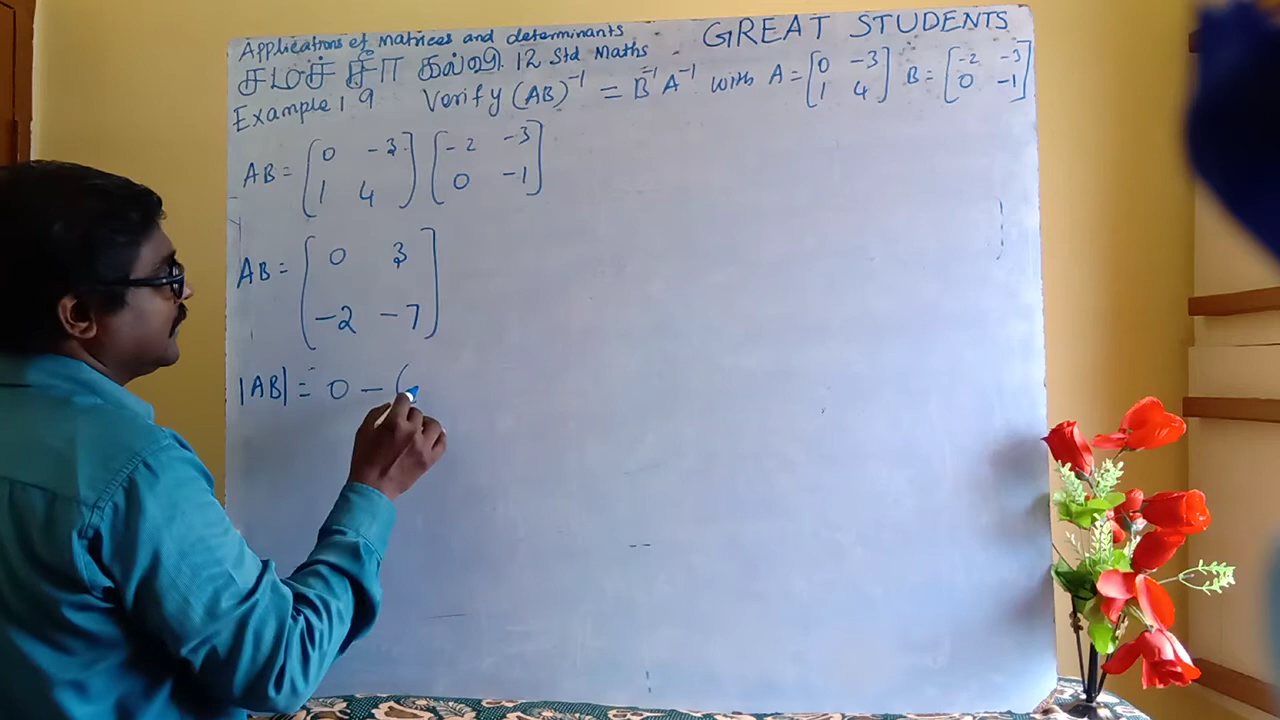 Applications of matrices and determinants
GREAT STUDENTS
சமச்சீர் கல்வி. 12 Std Maths
Example 1 9 Verify (AB)⁻¹ = B⁻¹ A⁻¹ with A = [0 -3; 1 4] B = [-2 -3; 0 -1]
AB = [0 -3; 1 4] [-2 -3; 0 -1]
AB = [0 3; -2 -7]
|AB| = 0 - (